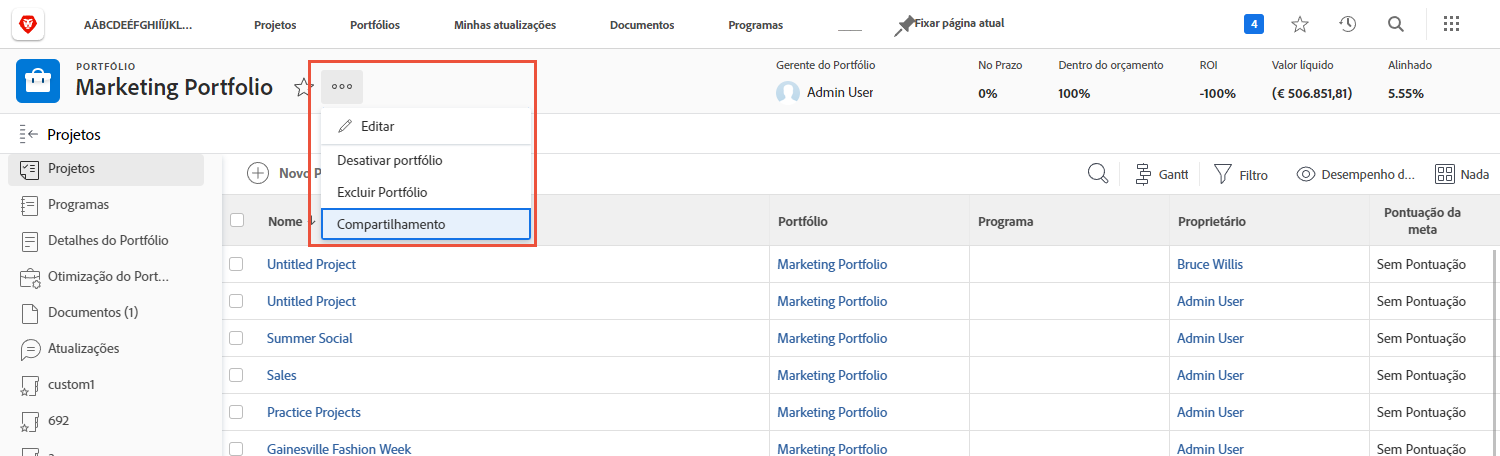 AÁBCDEÉFGHIÍÏJKL...
Projetos
Portfólios
Minhas atualizações
Documentos
Programas
Fixar página atual
4
PORTFÓLIO
Marketing Portfolio
Gerente do Portfólio
Admin User
No Prazo
0%
Dentro do orçamento
100%
ROI
-100%
Valor líquido
(€ 506.851,81)
Alinhado
5.55%
Editar
Desativar portfólio
Excluir Portfólio
Compartilhamento
Projetos
Projetos
Programas
Detalhes do Portfólio
Otimização do Port...
Documentos (1)
Atualizações
custom1
692
Novo P
Gantt
Filtro
Desempenho d...
Nada
Nome Portfólio Programa Proprietário Pontuação da
meta
Untitled Project Marketing Portfolio Bruce Willis Sem Pontuação
Untitled Project Marketing Portfolio Admin User Sem Pontuação
Summer Social Marketing Portfolio Admin User Sem Pontuação
Sales Marketing Portfolio Admin User Sem Pontuação
Practice Projects Marketing Portfolio Admin User Sem Pontuação
Gainesville Fashion Week Marketing Portfolio Admin User Sem Pontuação